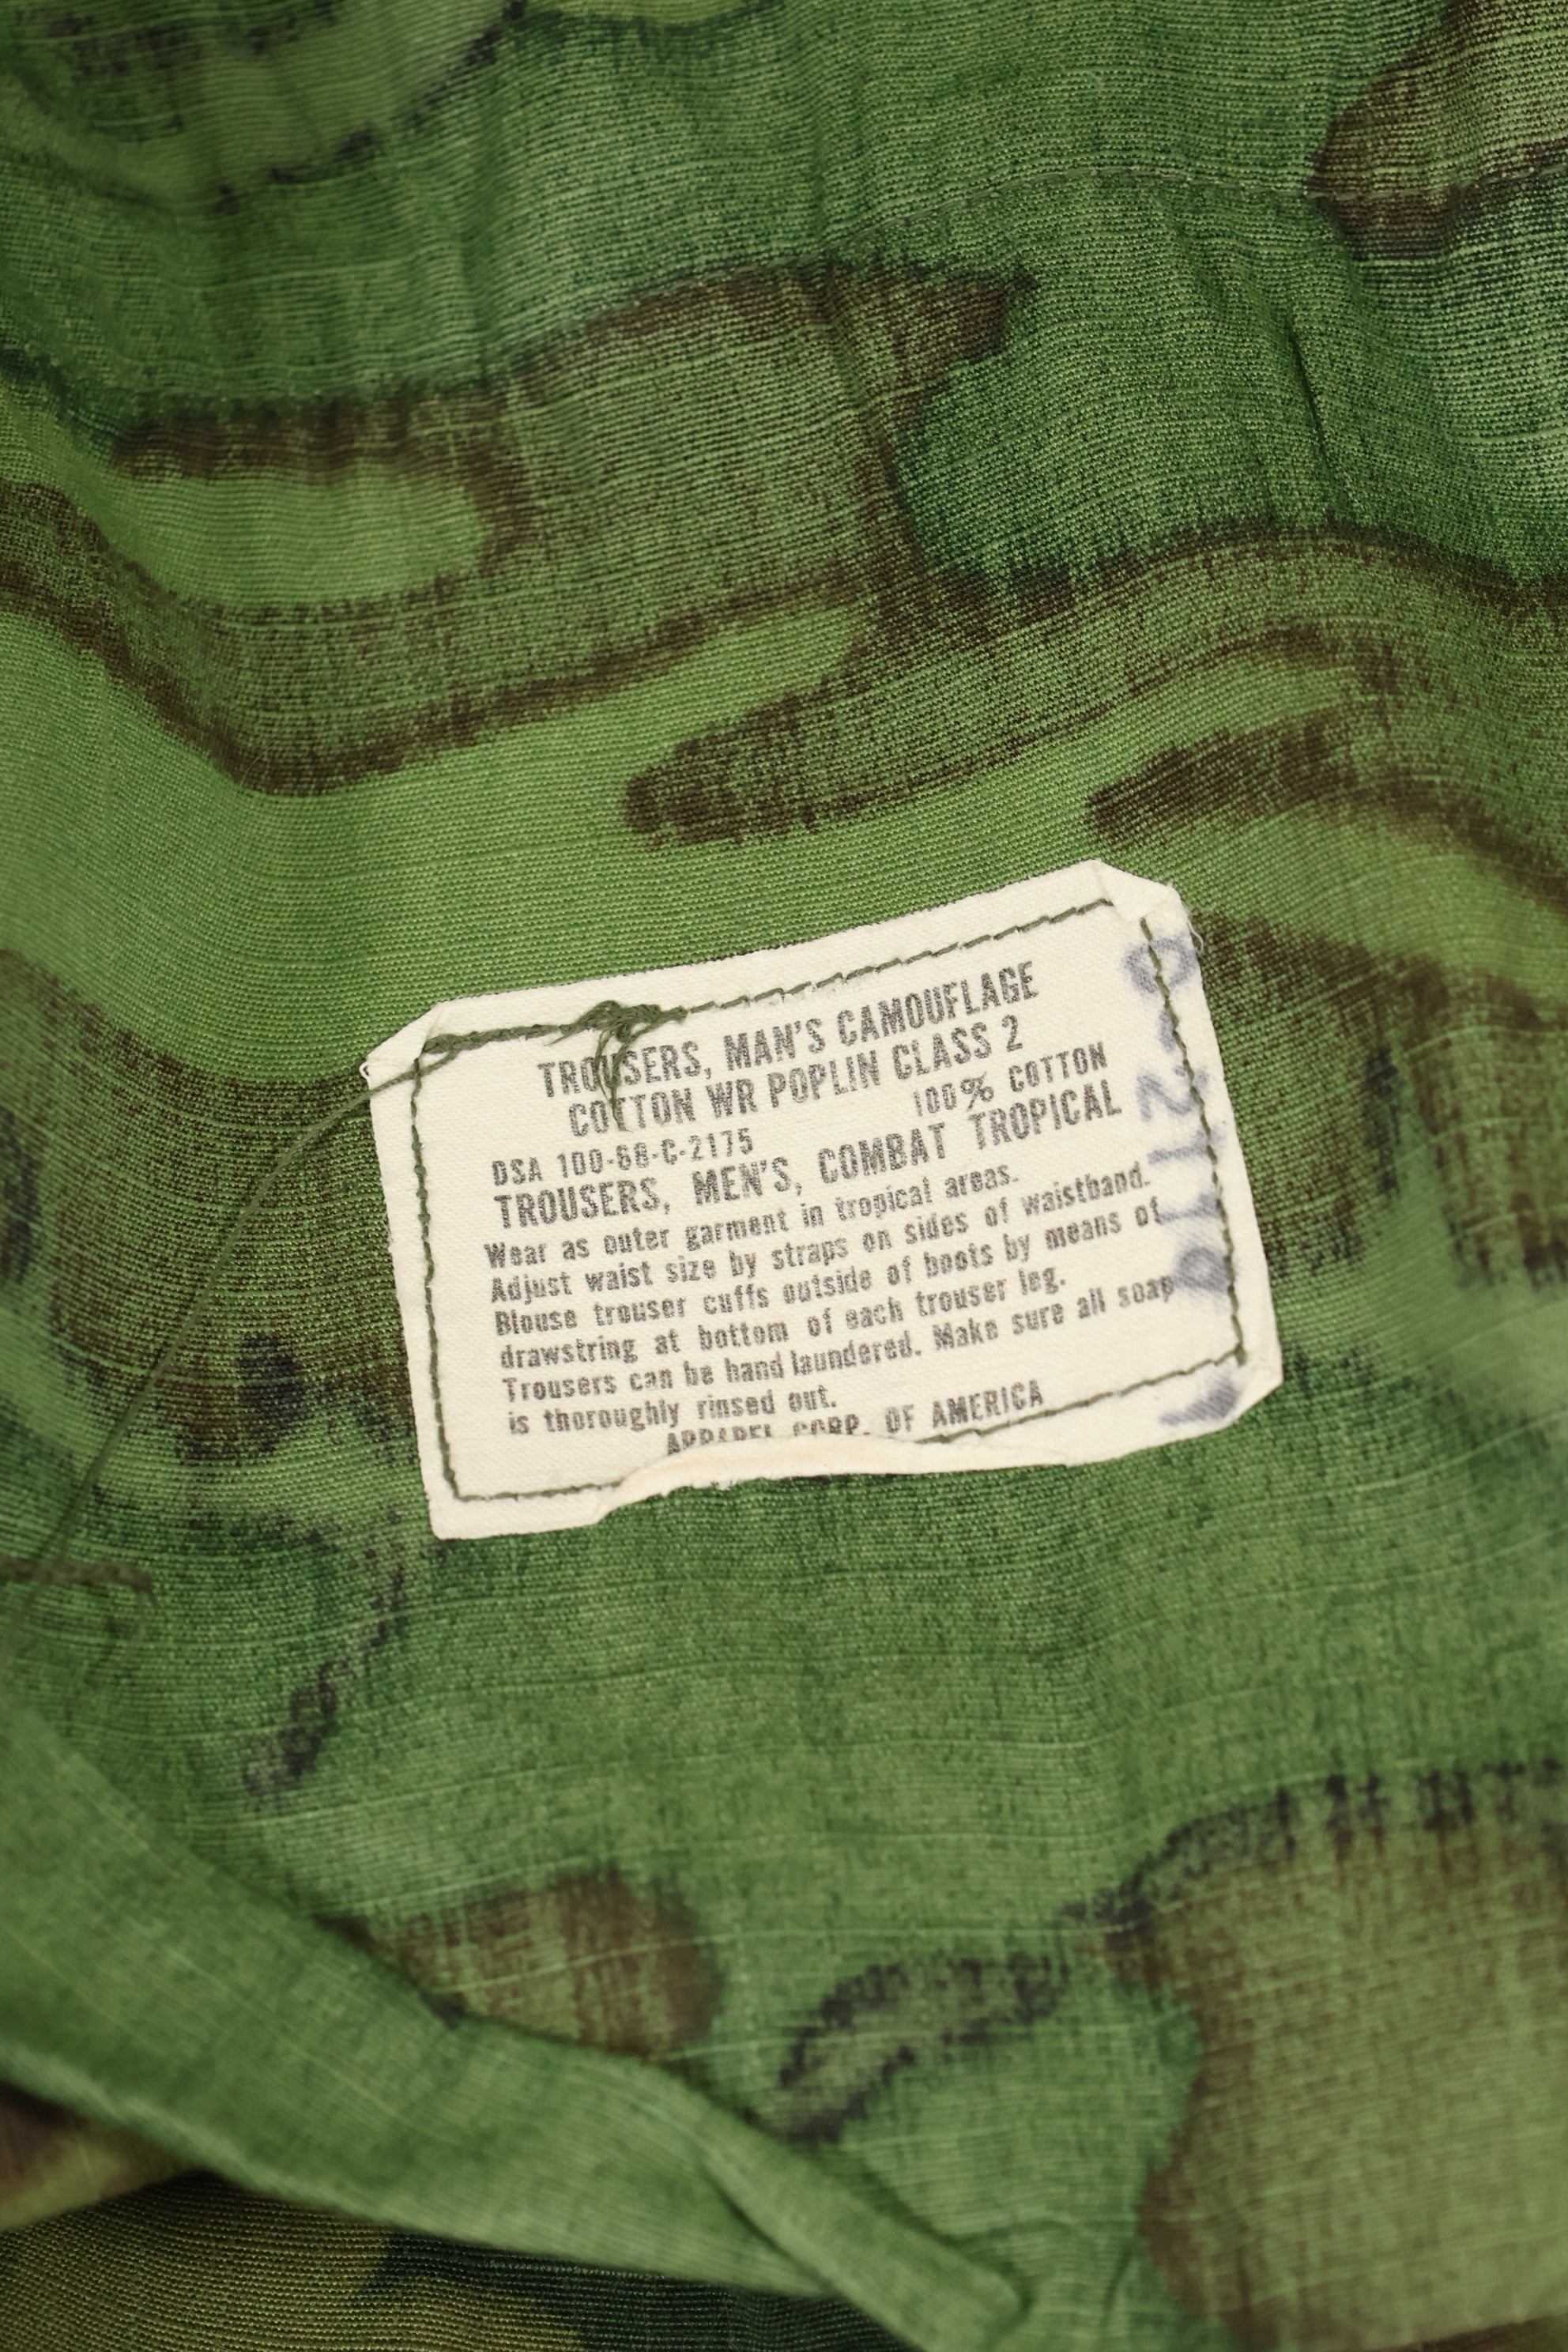 TROUSERS, MAN'S CAMOUFLAGE
COTTON WR POPLIN CLASS 2
100% COTTON
DSA 100-68-C-2175
TROUSERS, MEN'S, COMBAT TROPICAL
Wear as outer garment in tropical areas.
Adjust waist size by straps on sides of waistband.
Blouse trouser cuffs outside of boots by means of
drawstring at bottom of each trouser leg.
Trousers can be hand laundered. Make sure all soap
is thoroughly rinsed out.
APPAREL CORP. OF AMERICA